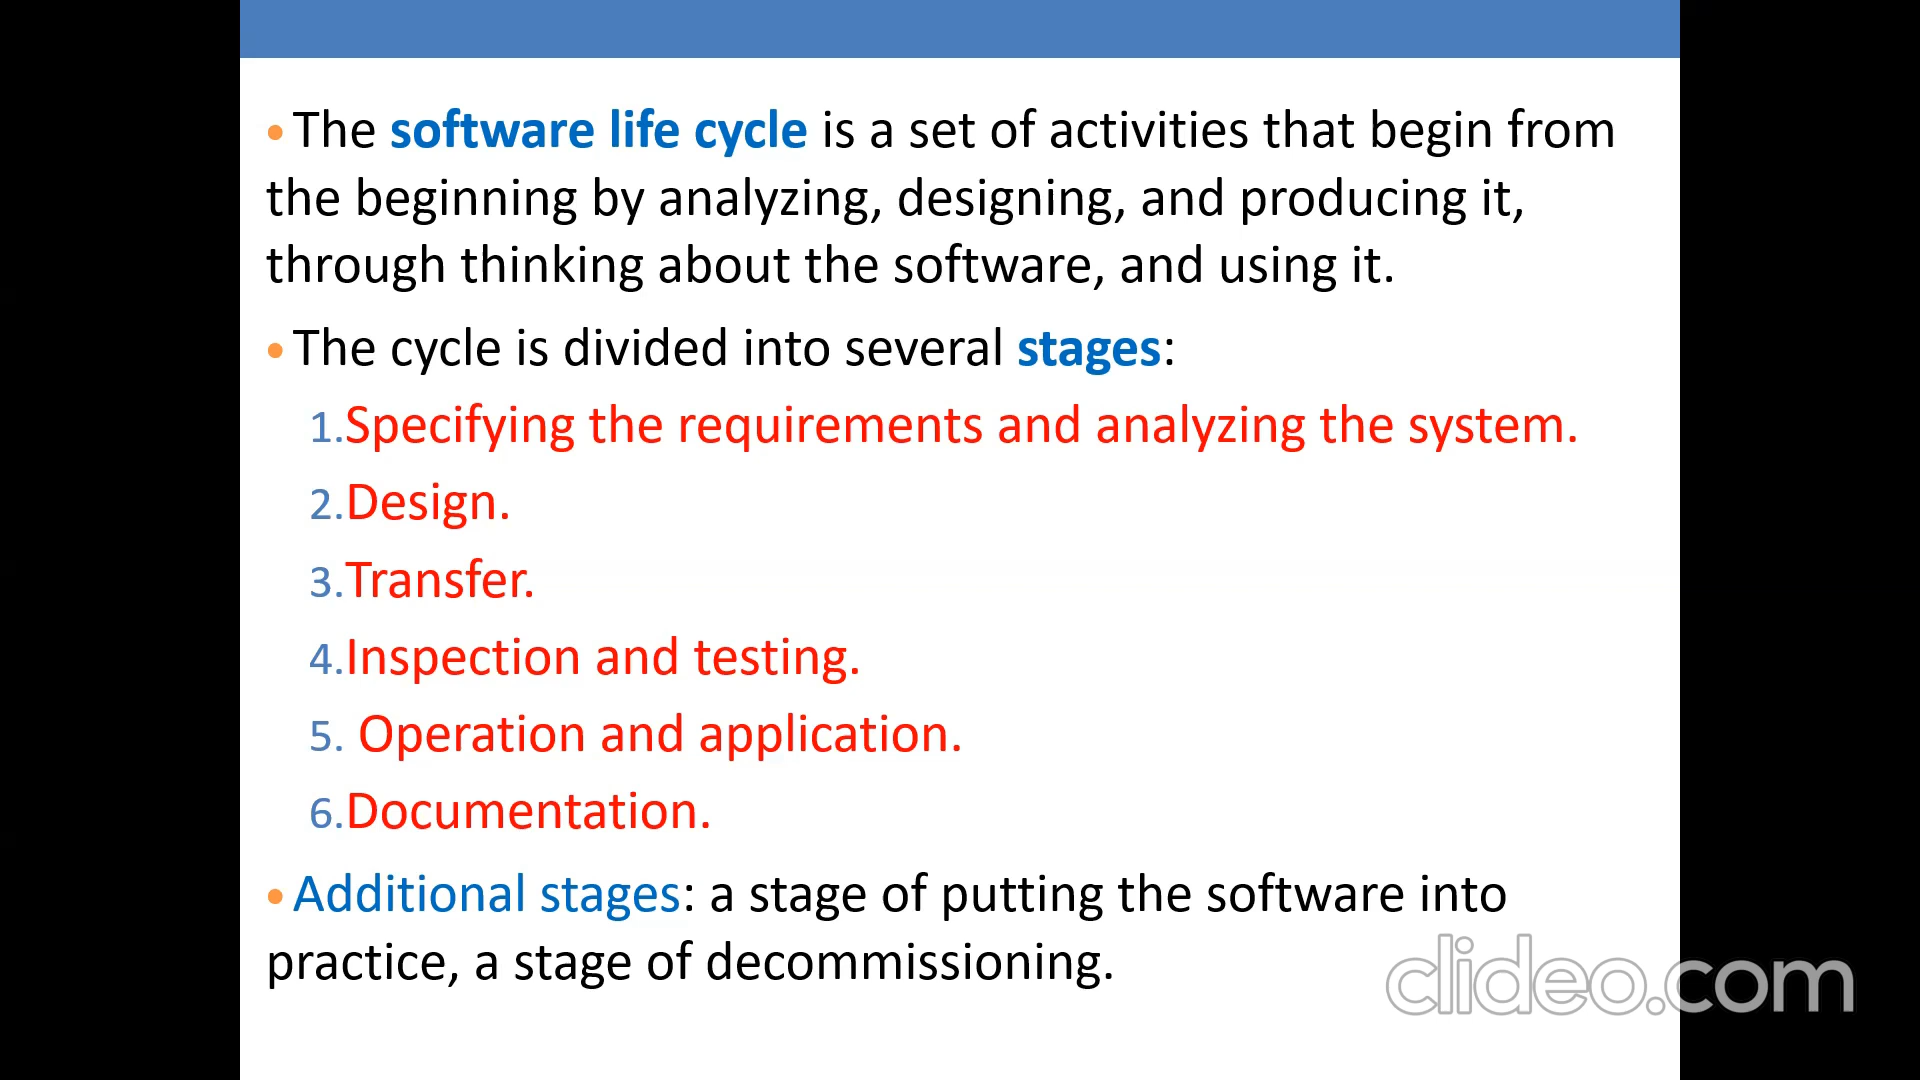 • The software life cycle is a set of activities that begin from
the beginning by analyzing, designing, and producing it,
through thinking about the software, and using it.
• The cycle is divided into several stages:
1. Specifying the requirements and analyzing the system.
2. Design.
3. Transfer.
4. Inspection and testing.
5. Operation and application.
6. Documentation.
• Additional stages: a stage of putting the software into
practice, a stage of decommissioning.
clideo.com